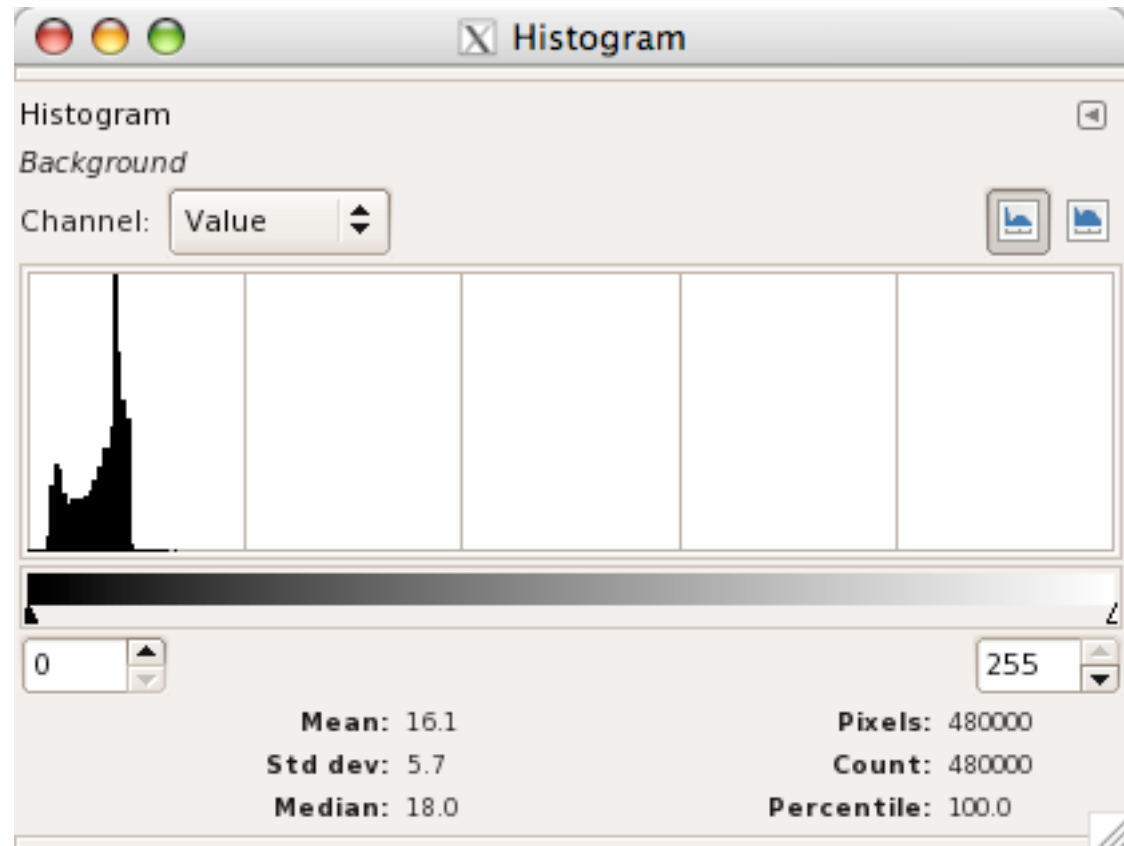 Histogram
Histogram
Background
Channel: Value
0 255
Mean: 16.1 Pixels: 480000
Std dev: 5.7 Count: 480000
Median: 18.0 Percentile: 100.0